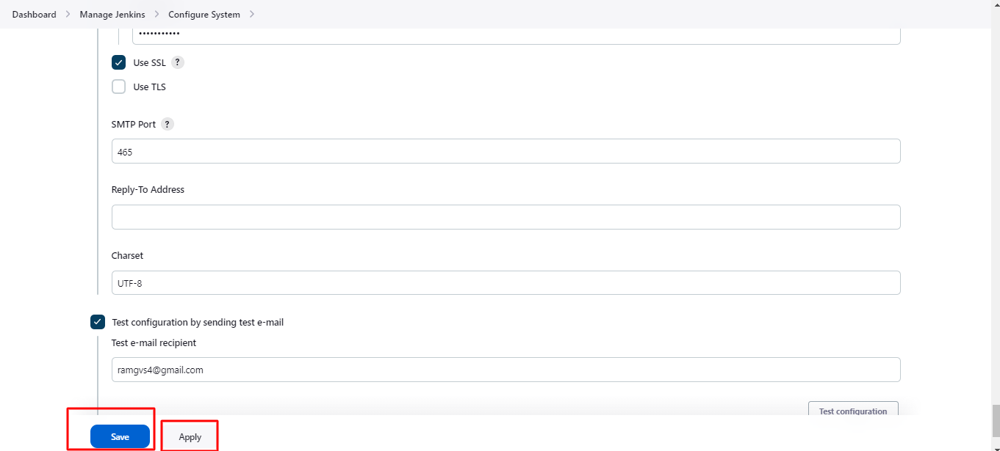 Dashboard > Manage Jenkins > Configure System >
•••••••••••
Use SSL ?
Use TLS
SMTP Port ?
465
Reply-To Address
Charset
UTF-8
Test configuration by sending test e-mail
Test e-mail recipient
ramgvs4@gmail.com
Test configuration
Save Apply